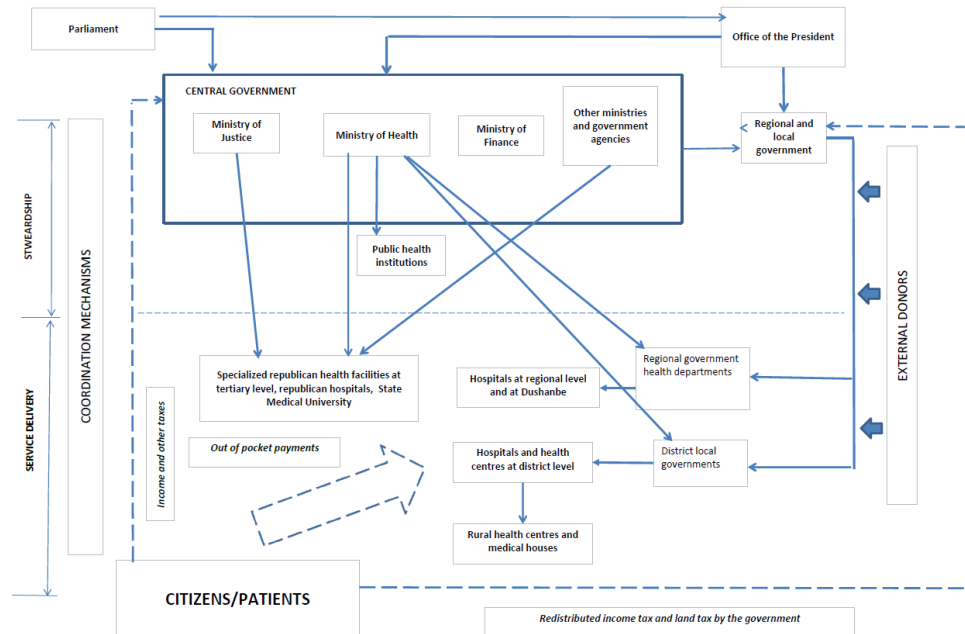 Parliament
Office of the President
CENTRAL GOVERNMENT
Ministry of
Justice
Ministry of Health
Ministry of
Finance
Other ministries
and government
agencies
Regional and
local
government
Public health
institutions
STWEARDSHIP
SERVICE DELIVERY
COORDINATION MECHANISMS
EXTERNAL DONORS
Specialized republican health facilities at
tertiary level, republican hospitals, State
Medical University
Hospitals at regional level
and at Dushanbe
Regional government
health departments
Income and other taxes
Out of pocket payments
Hospitals and health
centres at district level
District local
governments
Rural health centres and
medical houses
CITIZENS/PATIENTS
Redistributed income tax and land tax by the government